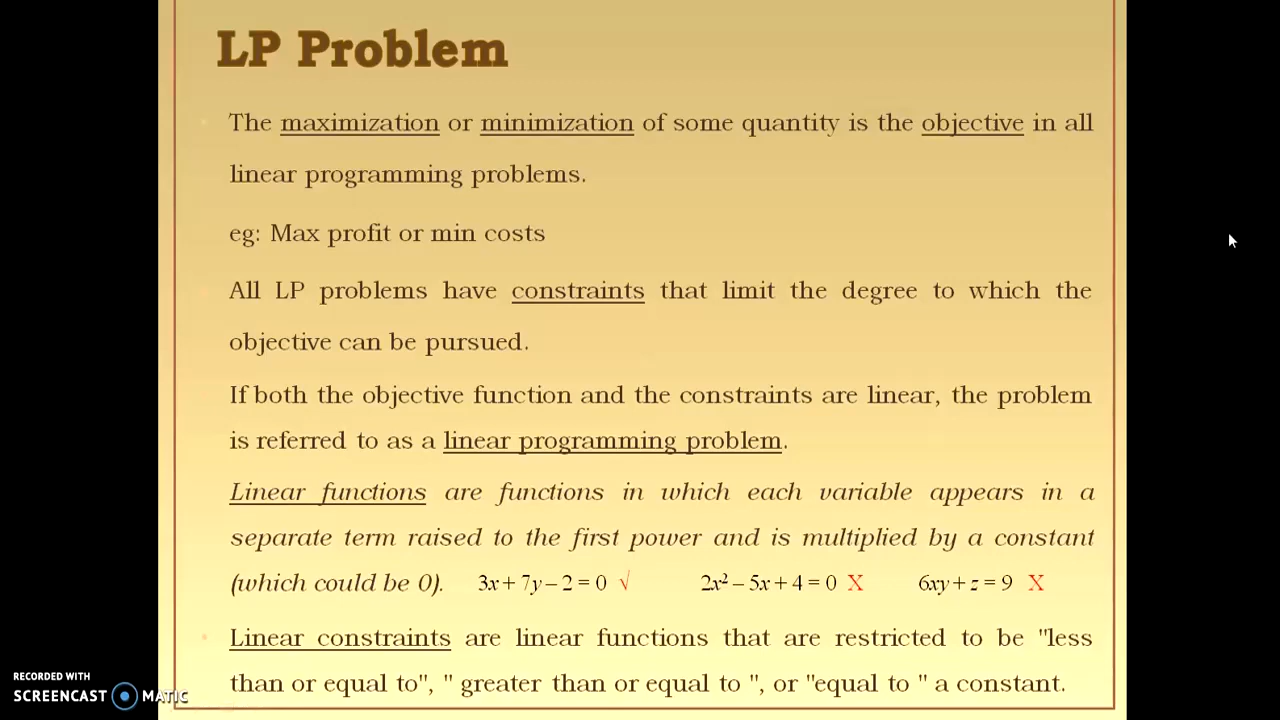 LP Problem
The maximization or minimization of some quantity is the objective in all
linear programming problems.
eg: Max profit or min costs
All LP problems have constraints that limit the degree to which the
objective can be pursued.
If both the objective function and the constraints are linear, the problem
is referred to as a linear programming problem.
Linear functions are functions in which each variable appears in a
separate term raised to the first power and is multiplied by a constant
(which could be 0). 3x + 7y – 2 = 0 √ 2x² – 5x + 4 = 0 X 6xy + z = 9 X
Linear constraints are linear functions that are restricted to be "less
than or equal to", " greater than or equal to ", or "equal to " a constant.
RECORDED WITH
SCREENCAST MATIC